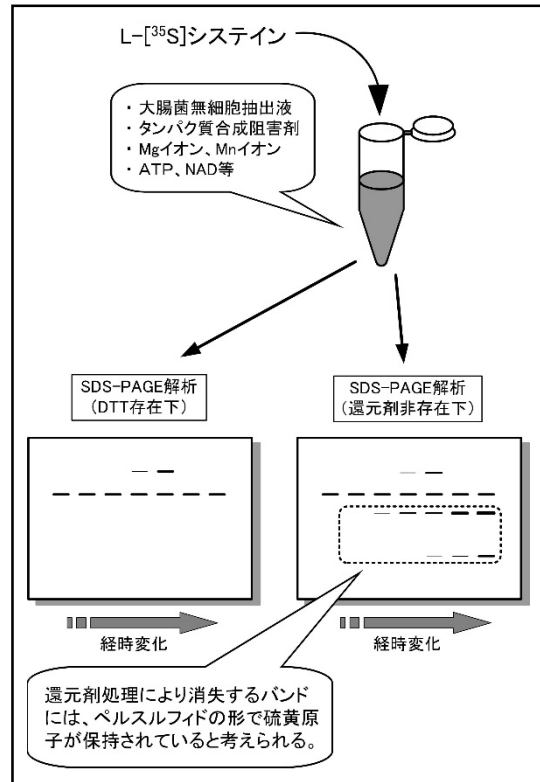 L-[³⁵S]システイン
・大腸菌無細胞抽出液
・タンパク質合成阻害剤
・Mgイオン、Mnイオン
・ATP、NAD等
SDS-PAGE解析
(DTT存在下)
SDS-PAGE解析
(還元剤非存在下)
経時変化
経時変化
還元剤処理により消失するバンド
には、ペルスルフィドの形で硫黄原
子が保持されていると考えられる。